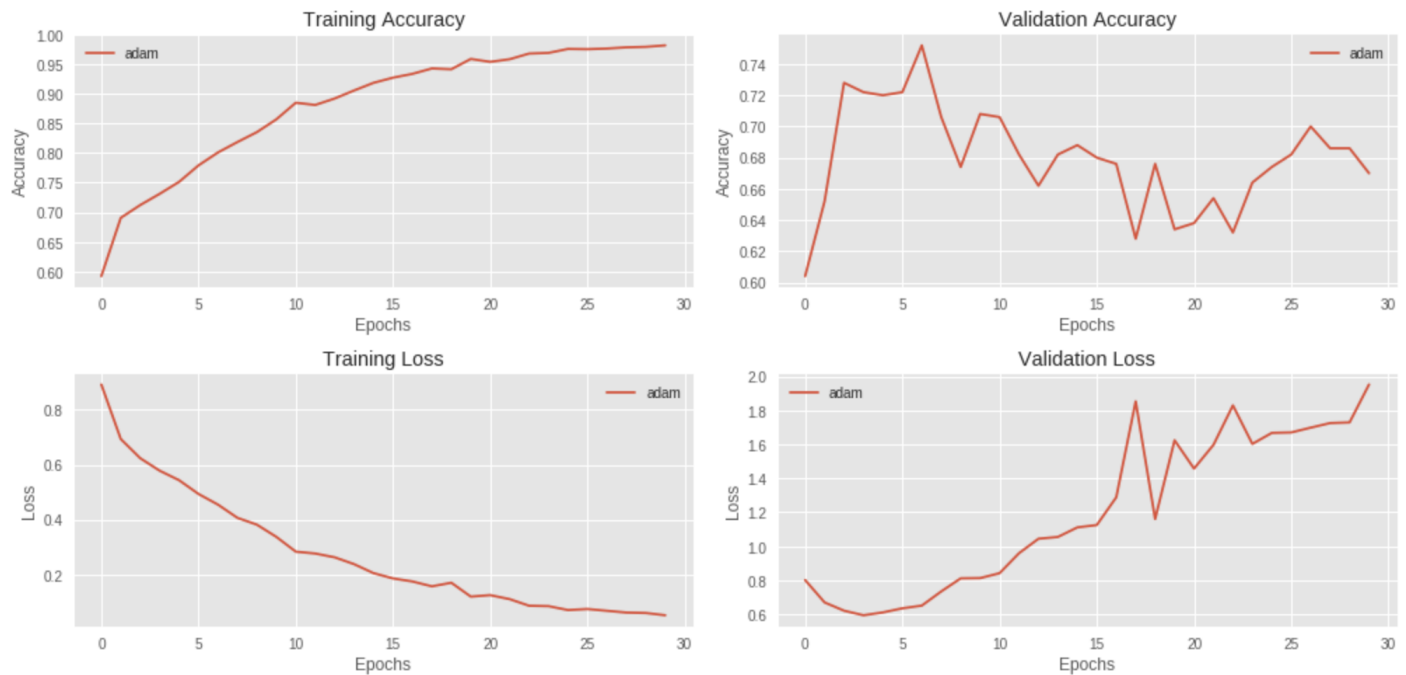 Training Accuracy
adam
1.00
0.95
0.90
0.85
0.80
0.75
0.70
0.65
0.60
Accuracy
0 5 10 15 20 25 30
Epochs
Validation Accuracy
adam
0.74
0.72
0.70
0.68
0.66
0.64
0.62
0.60
Accuracy
0 5 10 15 20 25 30
Epochs
Training Loss
adam
0.8
0.6
0.4
0.2
Loss
0 5 10 15 20 25 30
Epochs
Validation Loss
adam
2.0
1.8
1.6
1.4
1.2
1.0
0.8
0.6
Loss
0 5 10 15 20 25 30
Epochs